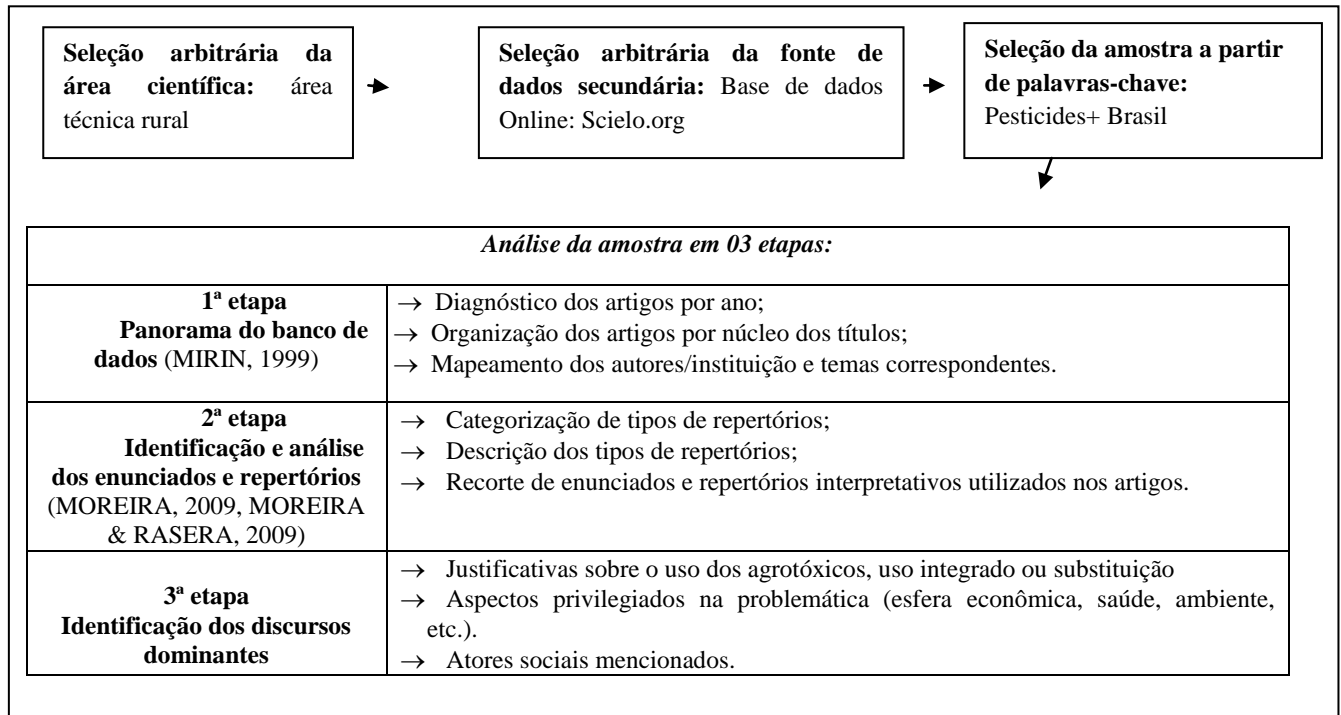 Seleção arbitrária da
área científica: área
técnica rural
Seleção arbitrária da fonte de
dados secundária: Base de dados
Online: Scielo.org
Seleção da amostra a partir
de palavras-chave:
Pesticides+ Brasil
Análise da amostra em 03 etapas:
1ª etapa
Panorama do banco de
dados (MIRIN, 1999)
→ Diagnóstico dos artigos por ano;
→ Organização dos artigos por núcleo dos títulos;
→ Mapeamento dos autores/instituição e temas correspondentes.
2ª etapa
Identificação e análise
dos enunciados e repertórios
(MOREIRA, 2009, MOREIRA
& RASERA, 2009)
→ Categorização de tipos de repertórios;
→ Descrição dos tipos de repertórios;
→ Recorte de enunciados e repertórios interpretativos utilizados nos artigos.
3ª etapa
Identificação dos discursos
dominantes
→ Justificativas sobre o uso dos agrotóxicos, uso integrado ou substituição
→ Aspectos privilegiados na problemática (esfera econômica, saúde, ambiente,
etc.).
→ Atores sociais mencionados.